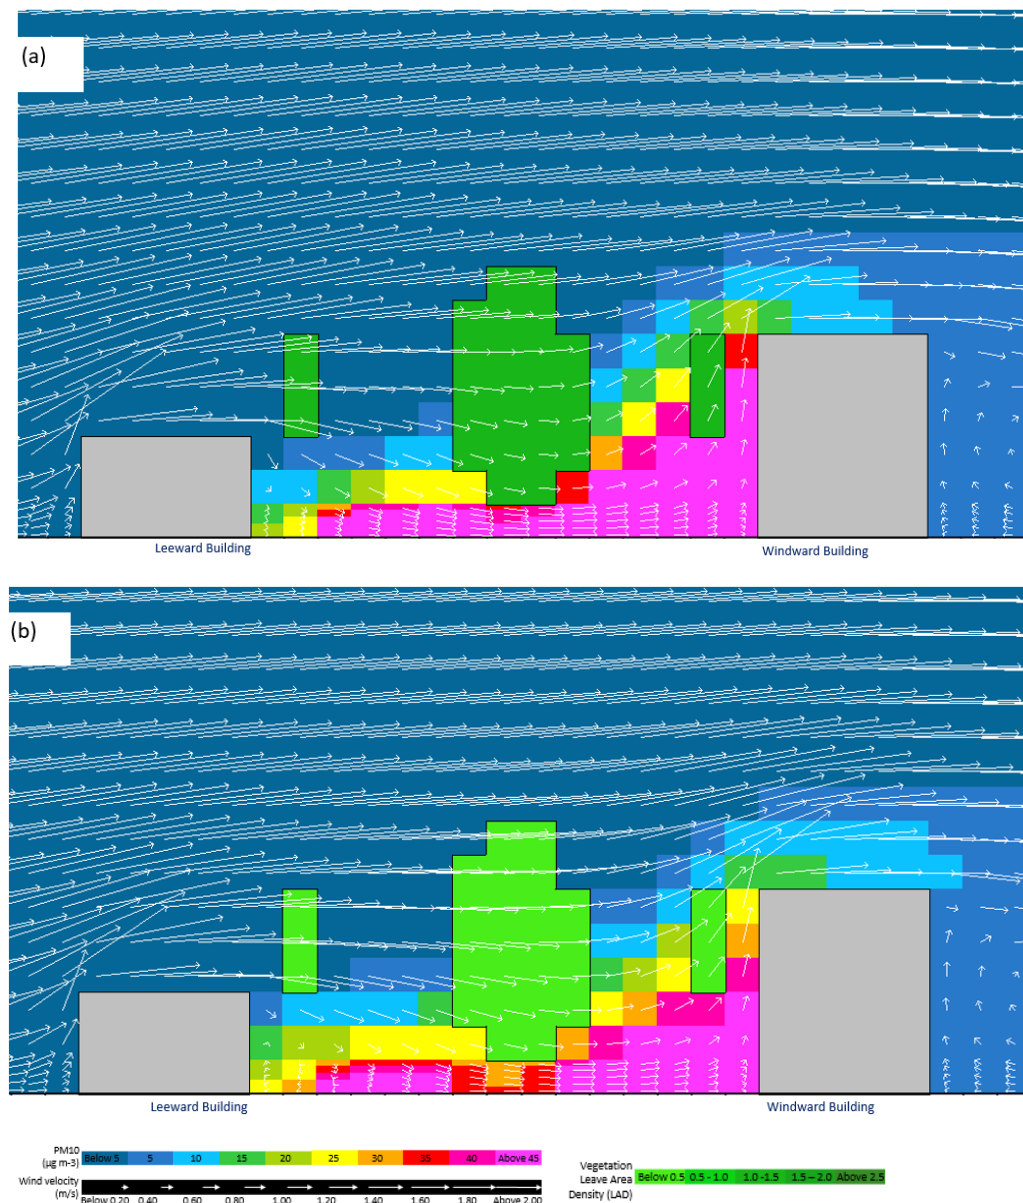 (a)
Leeward Building
Windward Building
(b)
Leeward Building
Windward Building
PM10
(µg m-3)
Below 5 5 10 15 20 25 30 35 40 Above 45
Wind velocity
(m/s)
Below 0.20 0.40 0.60 0.80 1.00 1.20 1.40 1.60 1.80 Above 2.00
Vegetation
Leave Area
Density (LAD)
Below 0.5 0.5 - 1.0 1.0 -1.5 1.5 – 2.0 Above 2.5